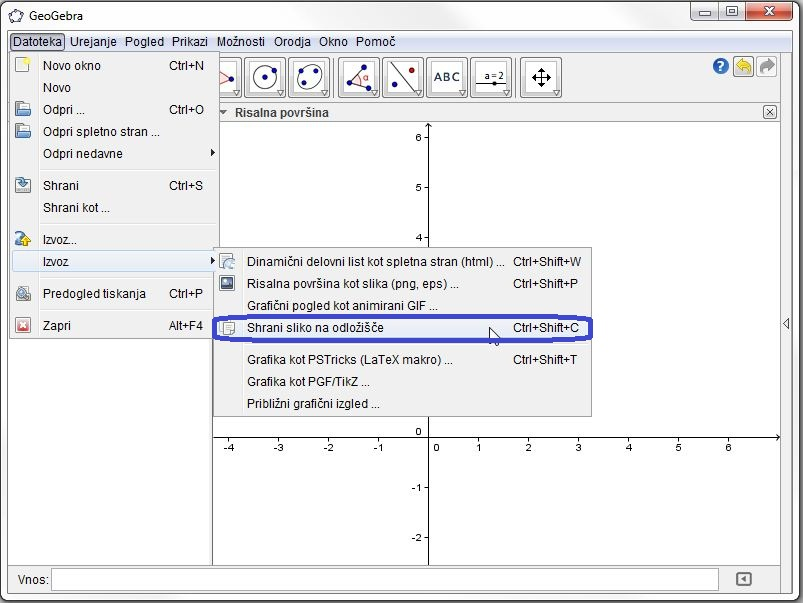 GeoGebra
Datoteka Urejanje Pogled Prikazi Možnosti Orodja Okno Pomoč
Novo okno Ctrl+N
Novo
Odpri ... Ctrl+O
Odpri spletno stran ...
Odpri nedavne
Shrani Ctrl+S
Shrani kot ...
Izvoz...
Izvoz
Predogled tiskanja Ctrl+P
Zapri Alt+F4
α ABC a=2
?
Risalna površina
Dinamični delovni list kot spletna stran (html) ... Ctrl+Shift+W
Risalna površina kot slika (png, eps) ... Ctrl+Shift+P
Grafični pogled kot animirani GIF ...
Shrani sliko na odložišče Ctrl+Shift+C
Grafika kot PSTricks (LaTeX makro) ... Ctrl+Shift+T
Grafika kot PGF/TikZ ...
Približni grafični izgled ...
6
5
4
0
-4 -3 -2 -1 0 1 2 3 4 5 6
-1
-2
Vnos: